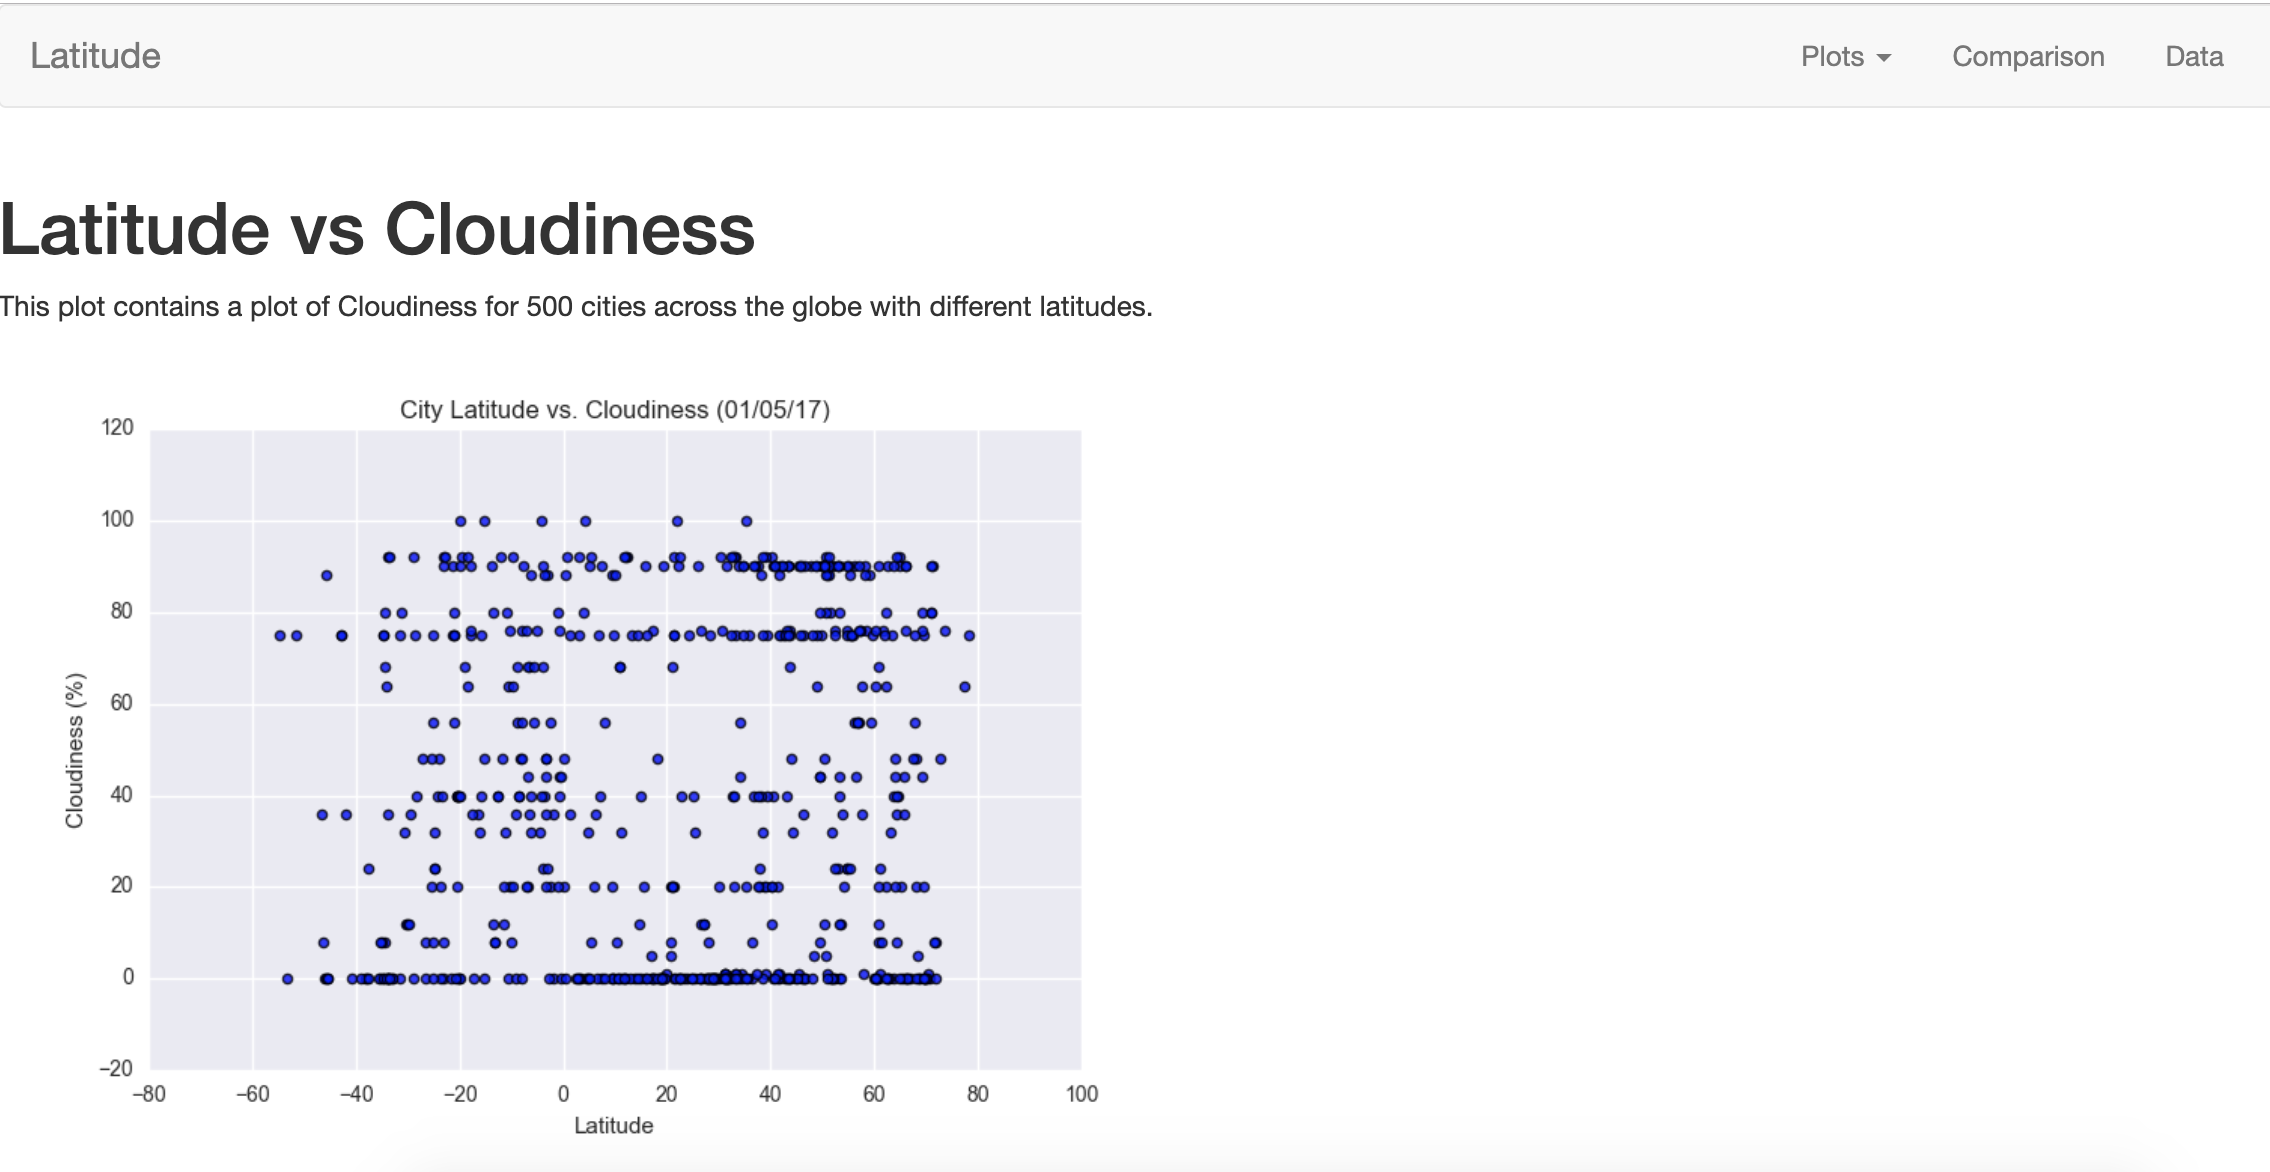 Latitude
Plots Comparison Data
Latitude vs Cloudiness
This plot contains a plot of Cloudiness for 500 cities across the globe with different latitudes.
City Latitude vs. Cloudiness (01/05/17)
120
100
80
60
40
20
0
−20
Cloudiness (%)
−80 −60 −40 −20 0 20 40 60 80 100
Latitude